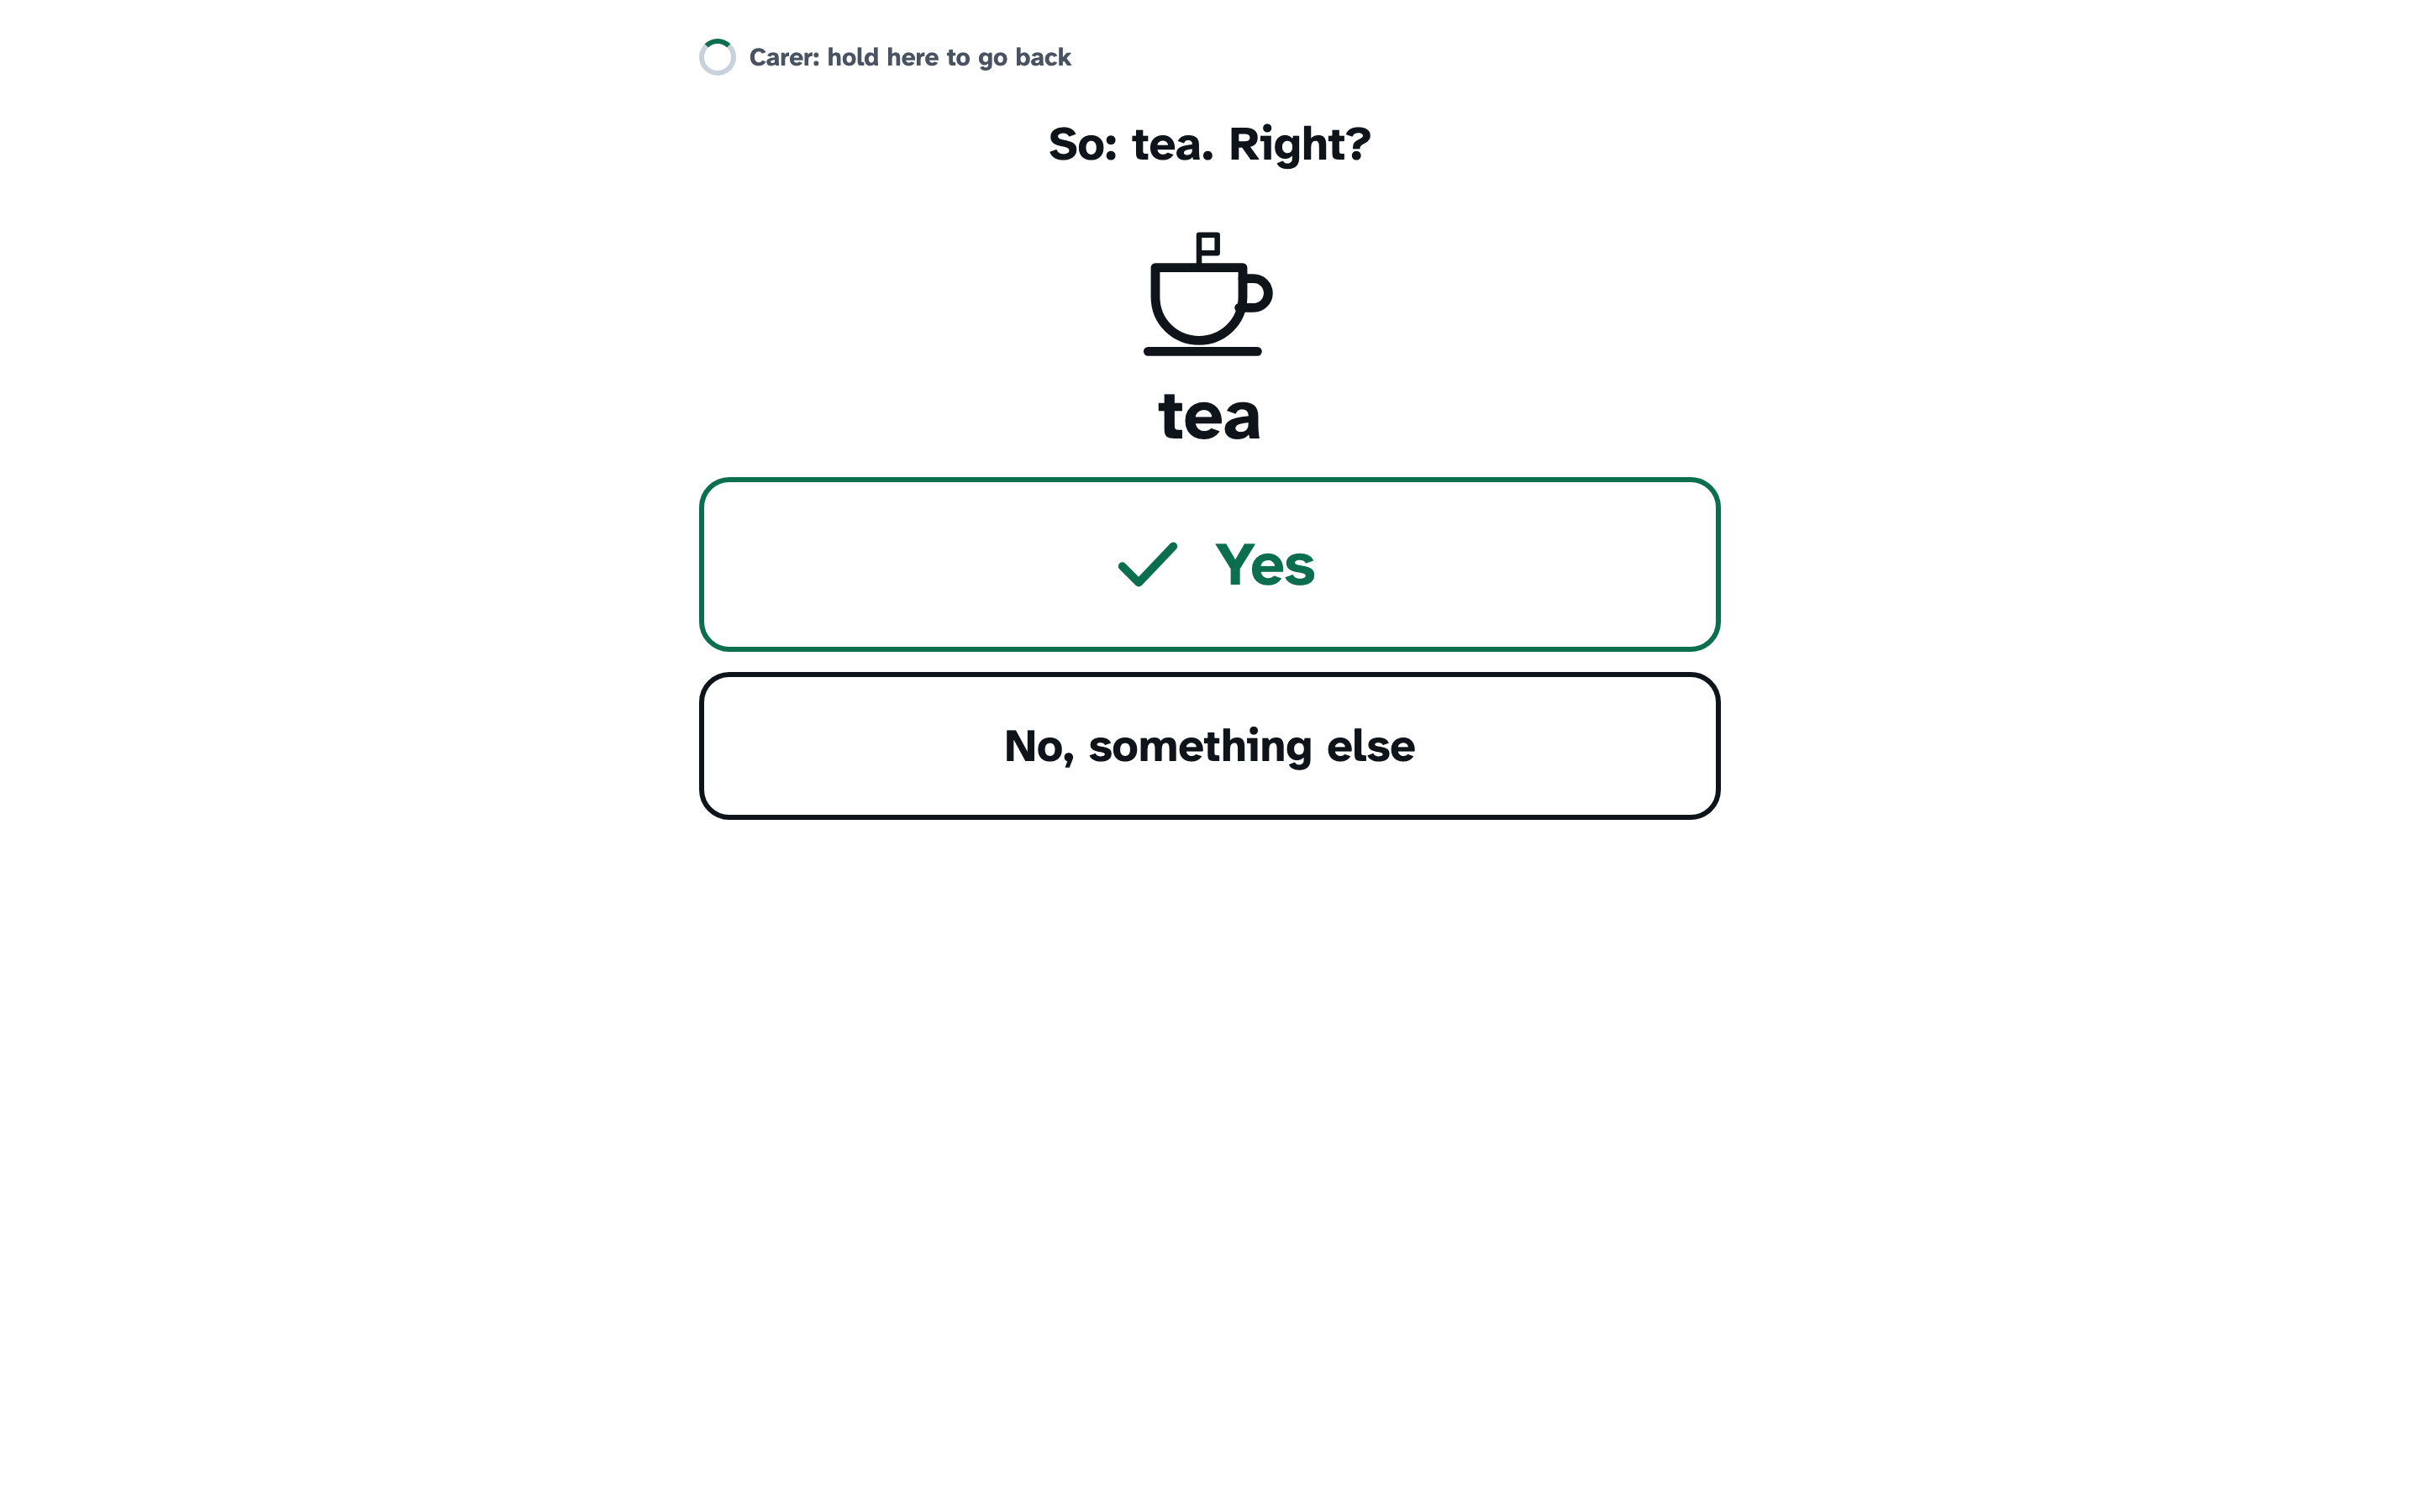 Carer: hold here to go back
So: tea. Right?
tea
Yes
No, something else